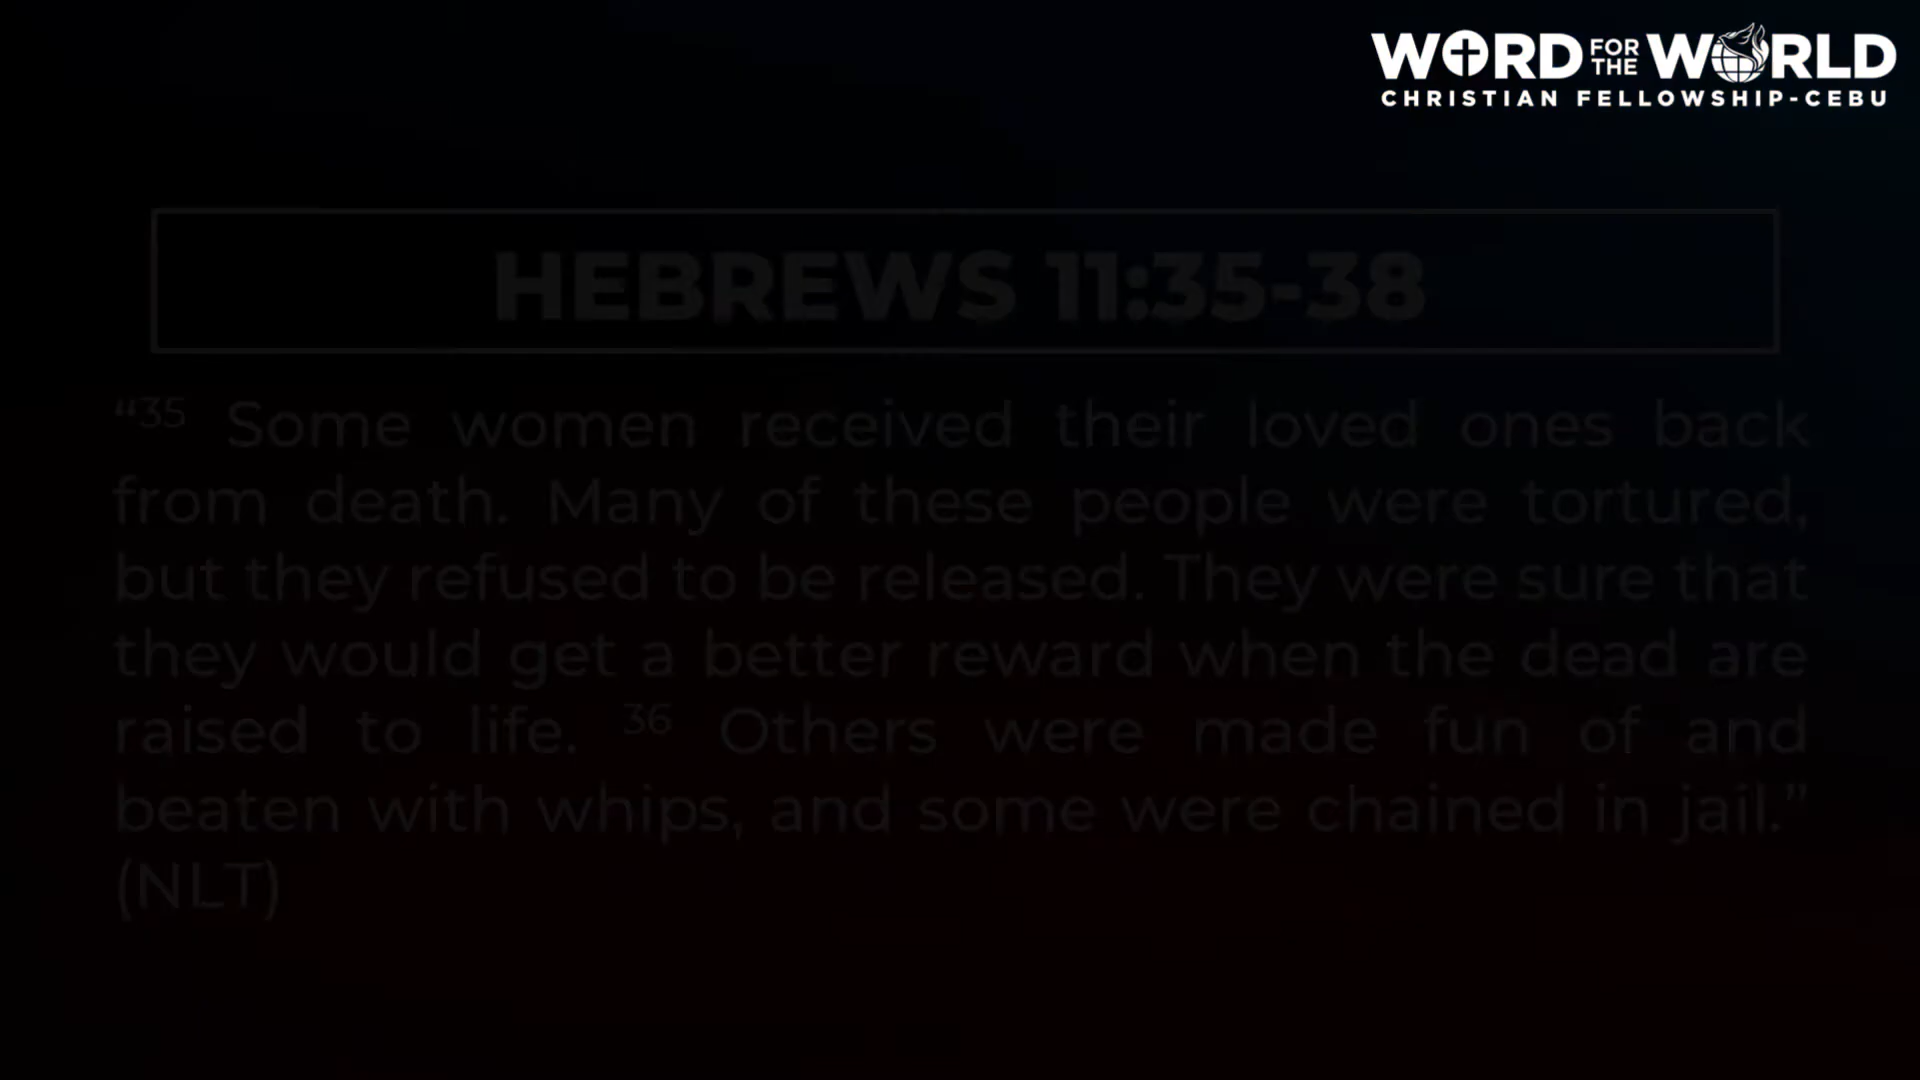 WORD FOR THE WORLD
CHRISTIAN FELLOWSHIP-CEBU
HEBREWS 11:35-38
“35 Some women received their loved ones back
from death. Many of these people were tortured,
but they refused to be released. They were sure that
they would get a better reward when the dead are
raised to life. 36 Others were made fun of and
beaten with whips, and some were chained in jail.”
(NLT)